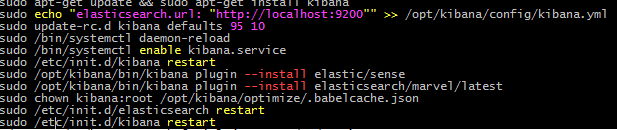 sudo apt-get update && sudo apt-get install kibana
sudo echo "elasticsearch.url: "http://localhost:9200"" >> /opt/kibana/config/kibana.yml
sudo update-rc.d kibana defaults 95 10
sudo /bin/systemctl daemon-reload
sudo /bin/systemctl enable kibana.service
sudo /etc/init.d/kibana restart
sudo /opt/kibana/bin/kibana plugin --install elastic/sense
sudo /opt/kibana/bin/kibana plugin --install elasticsearch/marvel/latest
sudo chown kibana:root /opt/kibana/optimize/.babelcache.json
sudo /etc/init.d/elasticsearch restart
sudo /etc/init.d/kibana restart